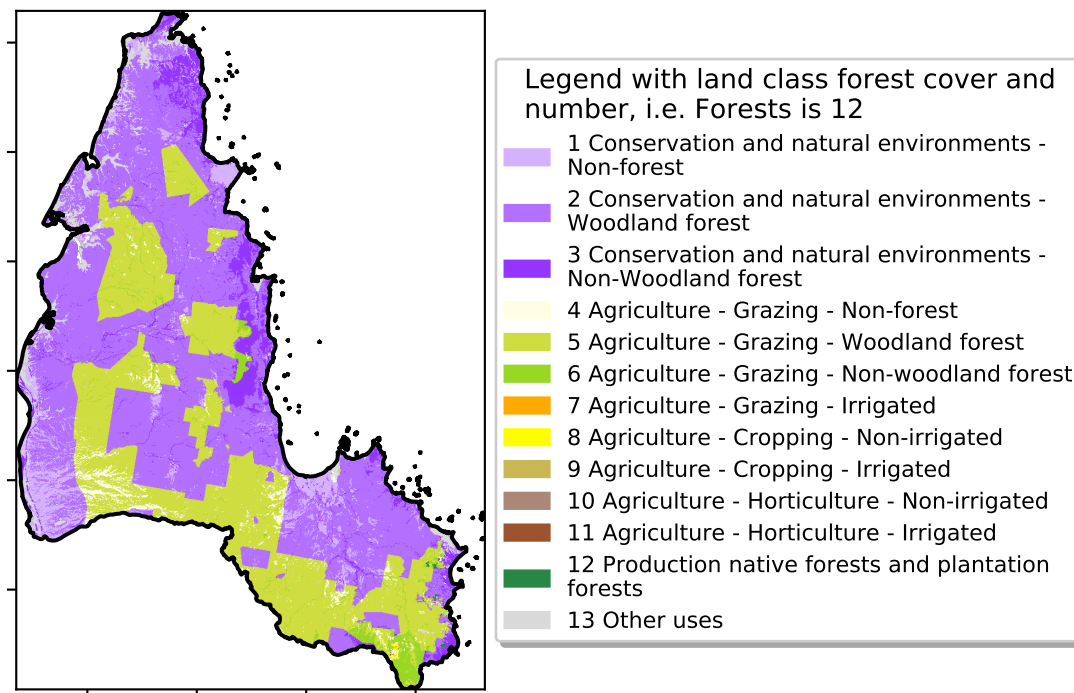 Legend with land class forest cover and
number, i.e. Forests is 12
1 Conservation and natural environments -
Non-forest
2 Conservation and natural environments -
Woodland forest
3 Conservation and natural environments -
Non-Woodland forest
4 Agriculture - Grazing - Non-forest
5 Agriculture - Grazing - Woodland forest
6 Agriculture - Grazing - Non-woodland forest
7 Agriculture - Grazing - Irrigated
8 Agriculture - Cropping - Non-irrigated
9 Agriculture - Cropping - Irrigated
10 Agriculture - Horticulture - Non-irrigated
11 Agriculture - Horticulture - Irrigated
12 Production native forests and plantation
forests
13 Other uses